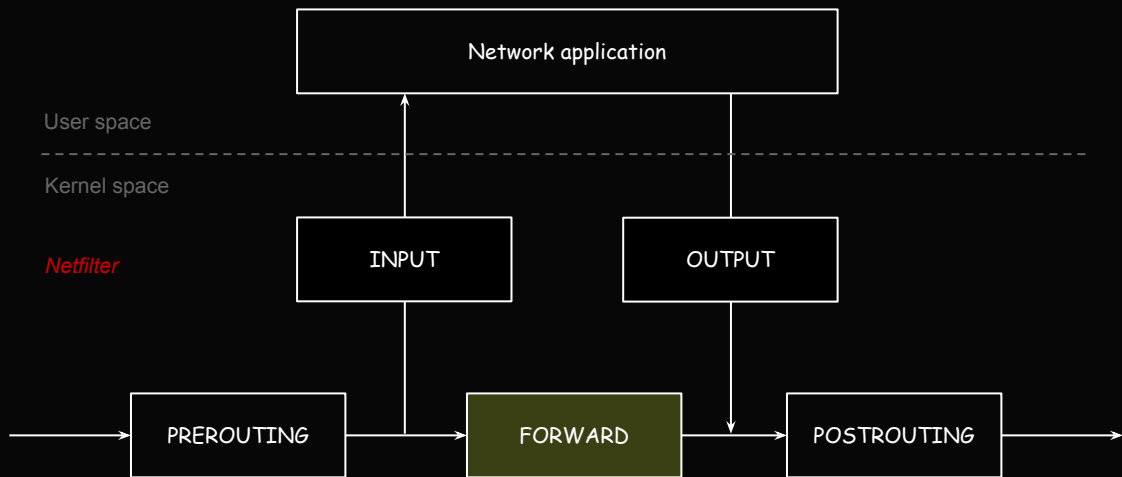 Network application
User space
Kernel space
Netfilter
INPUT
OUTPUT
PREROUTING
FORWARD
POSTROUTING